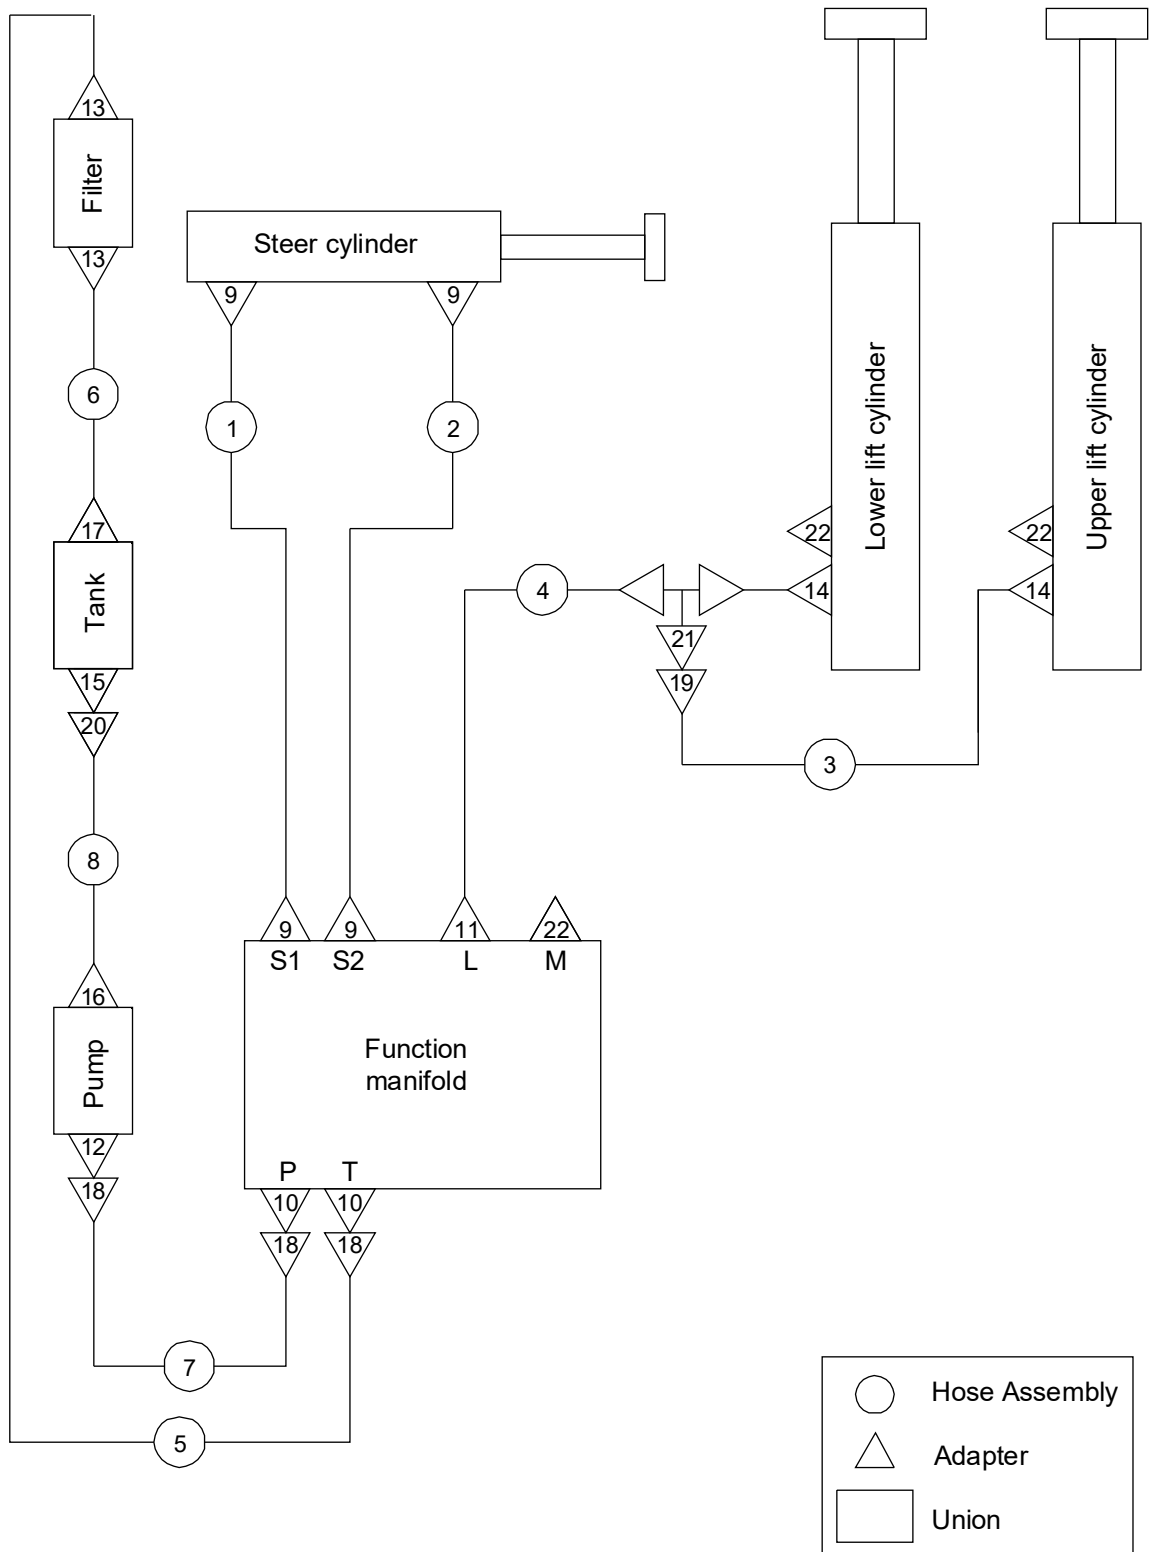 13
Filter
13
Steer cylinder
9
9
6
1
2
Lower lift cylinder
Upper lift cylinder
17
22
22
Tank
4
14
14
21
15
19
20
3
8
9
9
11
22
S1
S2
L
M
16
Function
manifold
Pump
12
P
T
18
10
10
18
18
7
5
Hose Assembly
Adapter
Union